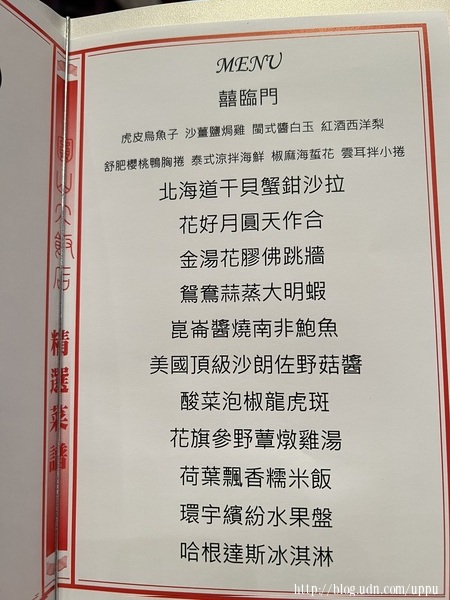 MENU
囍臨門
虎皮烏魚子 沙薑鹽焗雞 閩式醬白玉 紅酒西洋梨
舒肥櫻桃鴨胸捲 泰式涼拌海鮮 椒麻海蜇花 雲耳拌小捲
北海道干貝蟹鉗沙拉
花好月圓天作合
金湯花膠佛跳牆
鴛鴦蒜蒸大明蝦
崑崙醬燒南非鮑魚
美國頂級沙朗佐野菇醬
酸菜泡椒龍虎斑
花旗參野蕈燉雞湯
荷葉飄香糯米飯
環宇繽紛水果盤
哈根達斯冰淇淋
圓山大飯店
精選菜譜
http://blog.udn.com/uppu